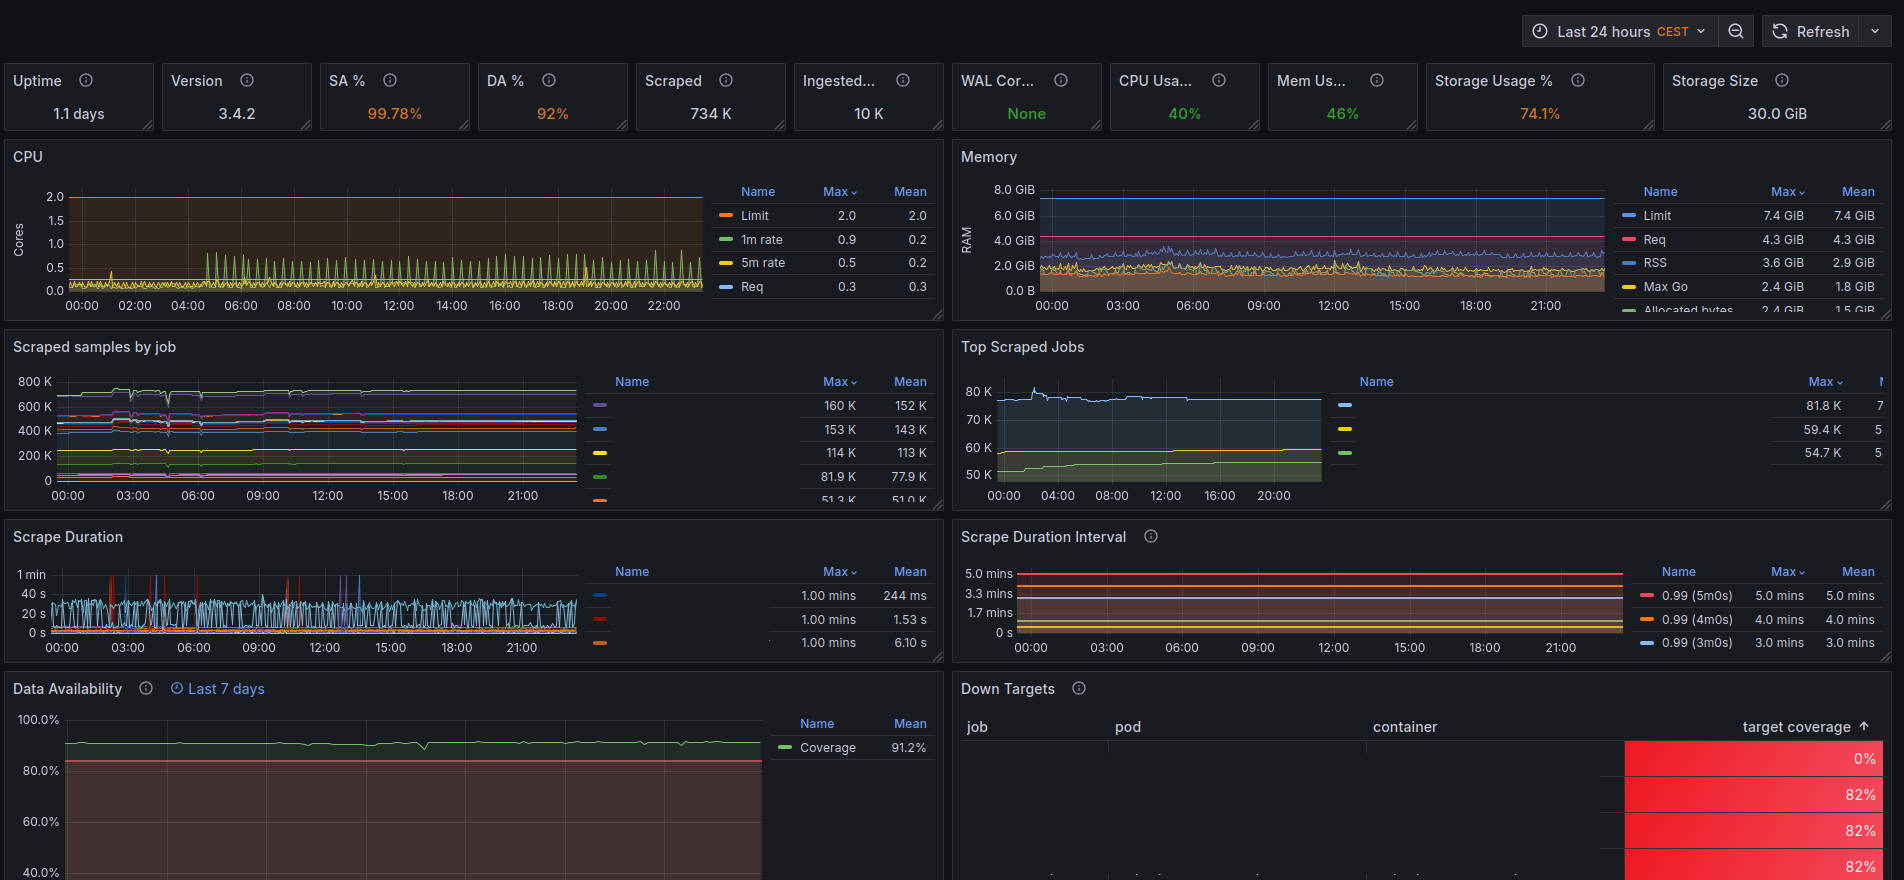 Last 24 hours CEST Refresh
Uptime Version SA % DA % Scraped Ingested... WAL Cor... CPU Usa... Mem Us... Storage Usage % Storage Size
1.1 days 3.4.2 99.78% 92% 734 K 10 K None 40% 46% 74.1% 30.0 GiB
CPU
Cores
2.0
1.5
1.0
0.5
0.0
00:00 02:00 04:00 06:00 08:00 10:00 12:00 14:00 16:00 18:00 20:00 22:00
Name Max Mean
Limit 2.0 2.0
1m rate 0.9 0.2
5m rate 0.5 0.2
Req 0.3 0.3
Memory
RAM
8.0 GiB
6.0 GiB
4.0 GiB
2.0 GiB
0.0 B
00:00 03:00 06:00 09:00 12:00 15:00 18:00 21:00
Name Max Mean
Limit 7.4 GiB 7.4 GiB
Req 4.3 GiB 4.3 GiB
RSS 3.6 GiB 2.9 GiB
Max Go 2.4 GiB 1.8 GiB
Allocated bytes 2.4 GiB 1.5 GiB
Scraped samples by job
800 K
600 K
400 K
200 K
0
00:00 03:00 06:00 09:00 12:00 15:00 18:00 21:00
Name Max Mean
160 K 152 K
153 K 143 K
114 K 113 K
81.9 K 77.9 K
51.3 K 51.0 K
Top Scraped Jobs
80 K
70 K
60 K
50 K
00:00 04:00 08:00 12:00 16:00 20:00
Name Max
81.8 K 7
59.4 K 5
54.7 K 5
Scrape Duration
1 min
40 s
20 s
0 s
00:00 03:00 06:00 09:00 12:00 15:00 18:00 21:00
Name Max Mean
1.00 mins 244 ms
1.00 mins 1.53 s
1.00 mins 6.10 s
Scrape Duration Interval
5.0 mins
3.3 mins
1.7 mins
0 s
00:00 03:00 06:00 09:00 12:00 15:00 18:00 21:00
Name Max Mean
0.99 (5m0s) 5.0 mins 5.0 mins
0.99 (4m0s) 4.0 mins 4.0 mins
0.99 (3m0s) 3.0 mins 3.0 mins
Data Availability Last 7 days
100.0%
80.0%
60.0%
40.0%
Name Mean
Coverage 91.2%
Down Targets
job pod container target coverage
0%
82%
82%
82%